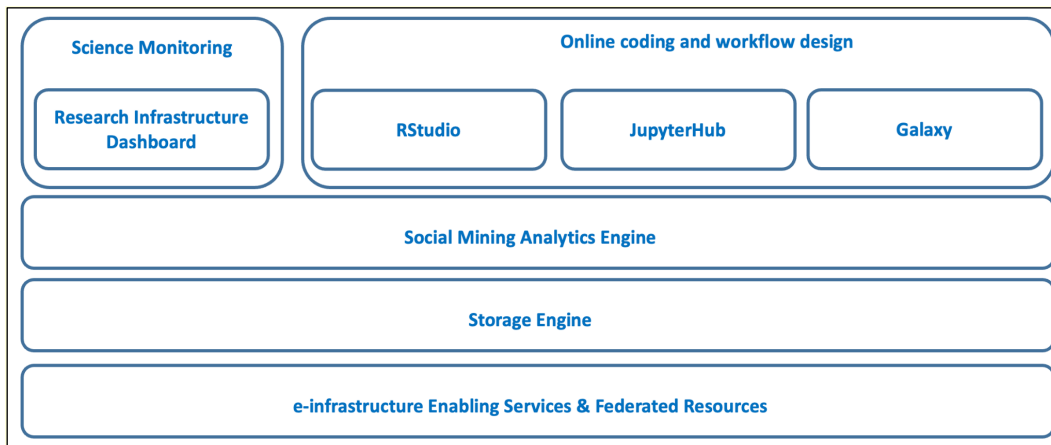 Science Monitoring
Online coding and workflow design
Research Infrastructure
Dashboard
RStudio
JupyterHub
Galaxy
Social Mining Analytics Engine
Storage Engine
e-infrastructure Enabling Services & Federated Resources